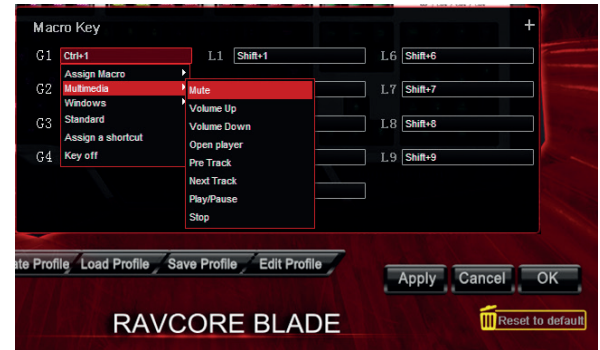 Macro Key +
G1 Ctrl+1 L1 Shift+1 L6 Shift+6
Assign Macro
G2 Multimedia Mute L7 Shift+7
Windows Volume Up
G3 Standard Volume Down L8 Shift+8
Assign a shortcut Open player
G4 Key off Pre Track L9 Shift+9
Next Track
Play/Pause
Stop
te Profile Load Profile Save Profile Edit Profile
Apply Cancel OK
RAVCORE BLADE
Reset to default